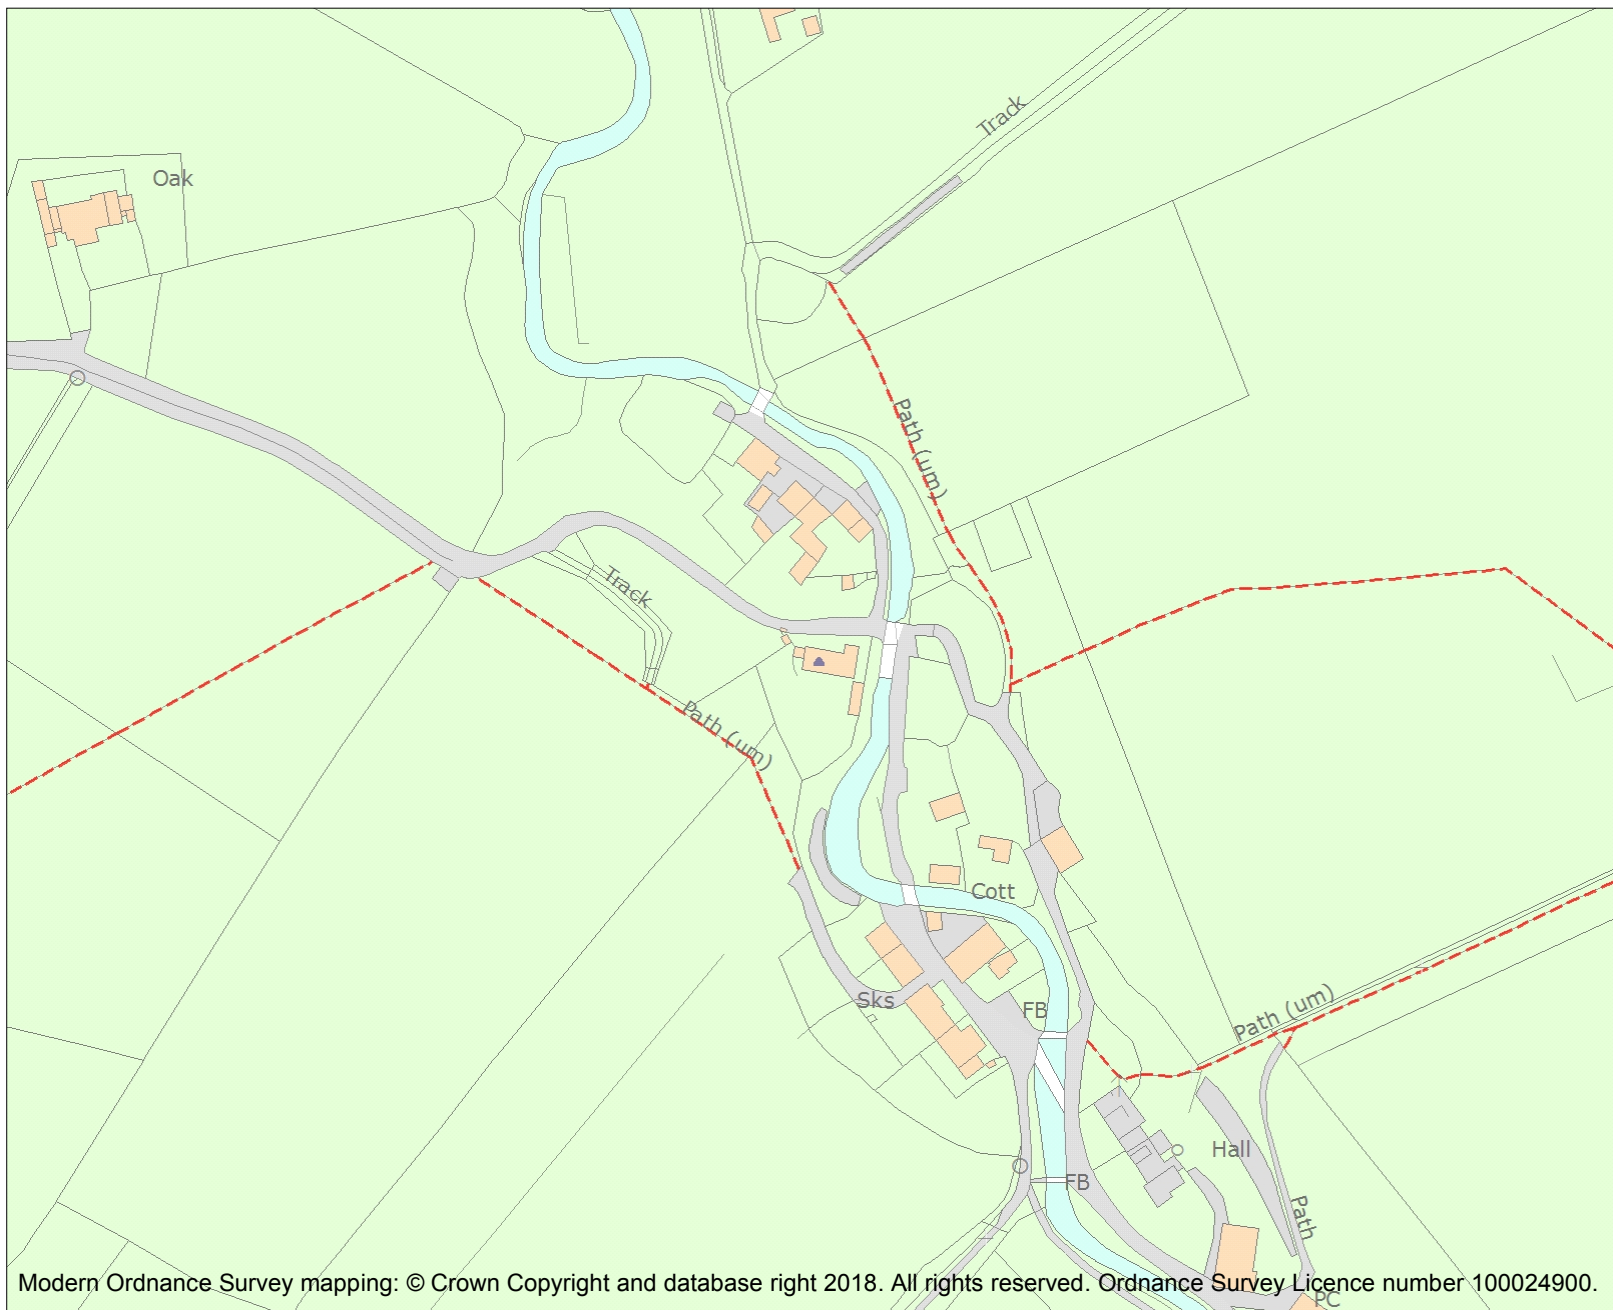 Track
Oak
Path (um)
Track
Path (um)
Cott
Sks
FB
Path (um)
Hall
FB
Path
Modern Ordnance Survey mapping: © Crown Copyright and database right 2018. All rights reserved. Ordnance Survey Licence number 100024900.
PC